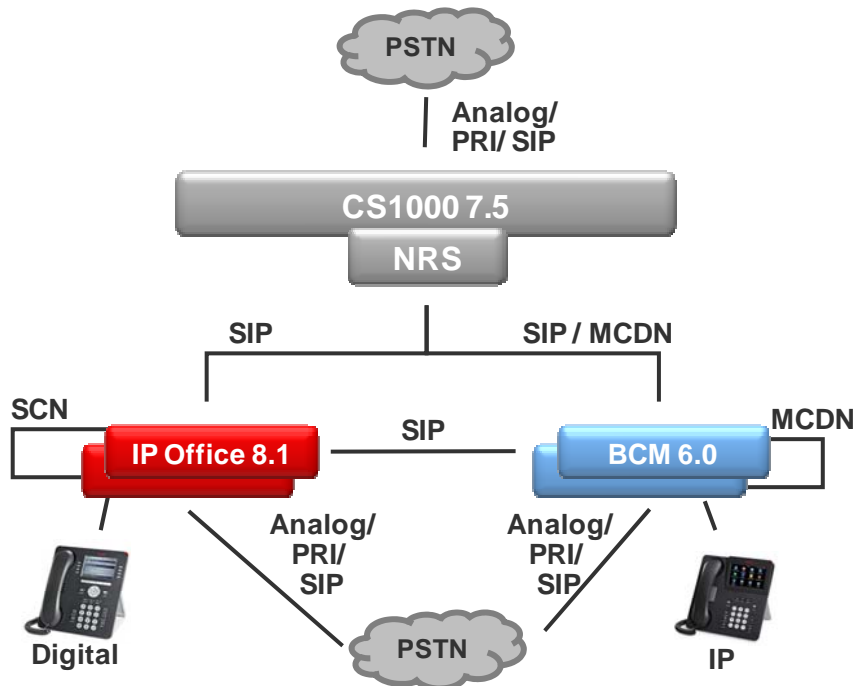 PSTN
Analog/
PRI/ SIP
CS1000 7.5
NRS
SIP
SIP / MCDN
SCN
IP Office 8.1
SIP
BCM 6.0
MCDN
Analog/
PRI/
SIP
Analog/
PRI/
SIP
Digital
PSTN
IP